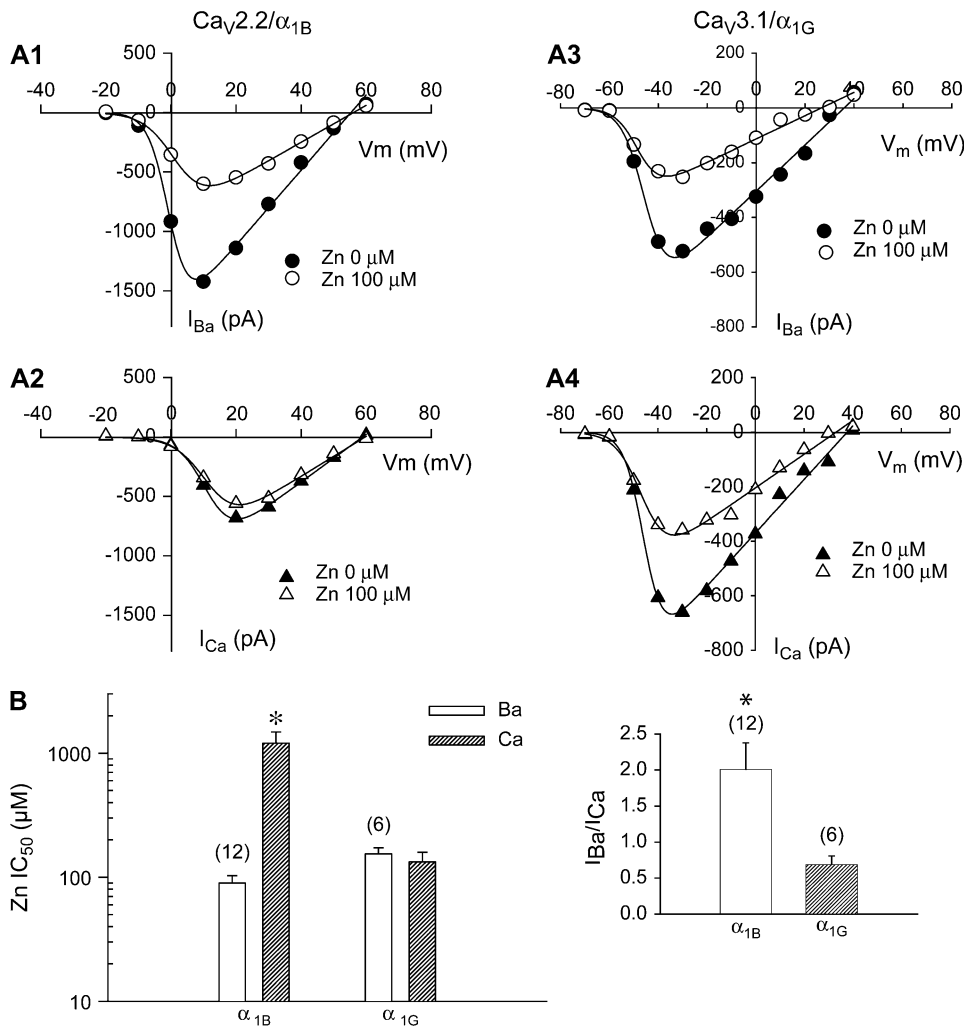 CaV2.2/α1B
CaV3.1/α1G
A1
500
-40 -20 0 20 40 60 80
0
-500
-1000
-1500
Vm (mV)
Zn 0 μM
Zn 100 μM
IBa (pA)
A3
200
-80 -60 -40 -20 0 20 40 60 80
0
-200
-400
-600
-800
Vm (mV)
Zn 0 μM
Zn 100 μM
IBa (pA)
A2
500
-40 -20 0 20 40 60 80
0
-500
-1000
-1500
Vm (mV)
Zn 0 μM
Zn 100 μM
ICa (pA)
A4
200
-80 -60 -40 -20 0 20 40 60 80
0
-200
-400
-600
-800
Vm (mV)
Zn 0 μM
Zn 100 μM
ICa (pA)
B
Zn IC50 (μM)
1000
100
10
(12)
*
(6)
Ba
Ca
α1B
α1G
IBa/ICa
2.5
2.0
1.5
1.0
0.5
0.0
*
(12)
(6)
α1B
α1G